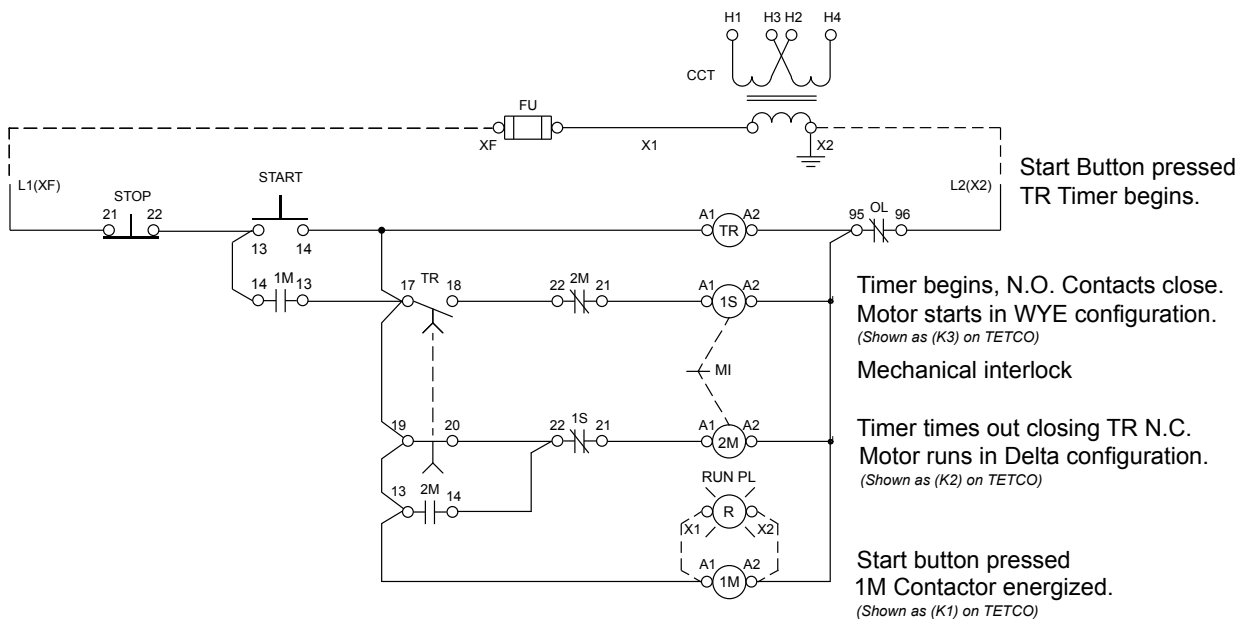 H1 H3 H2 H4
CCT
FU
XF X1 X2
L1(XF) STOP START L2(X2)
Start Button pressed
TR Timer begins.
21 22 13 14 A1 TR A2 95 OL 96
14 1M 13 17 TR 18 22 2M 21 A1 1S A2
Timer begins, N.O. Contacts close.
Motor starts in WYE configuration.
(Shown as (K3) on TETCO)
MI
Mechanical interlock
19 20 22 1S 21 A1 2M A2
Timer times out closing TR N.C.
Motor runs in Delta configuration.
(Shown as (K2) on TETCO)
13 2M 14
RUN PL
X1 R X2
A1 1M A2
Start button pressed
1M Contactor energized.
(Shown as (K1) on TETCO)